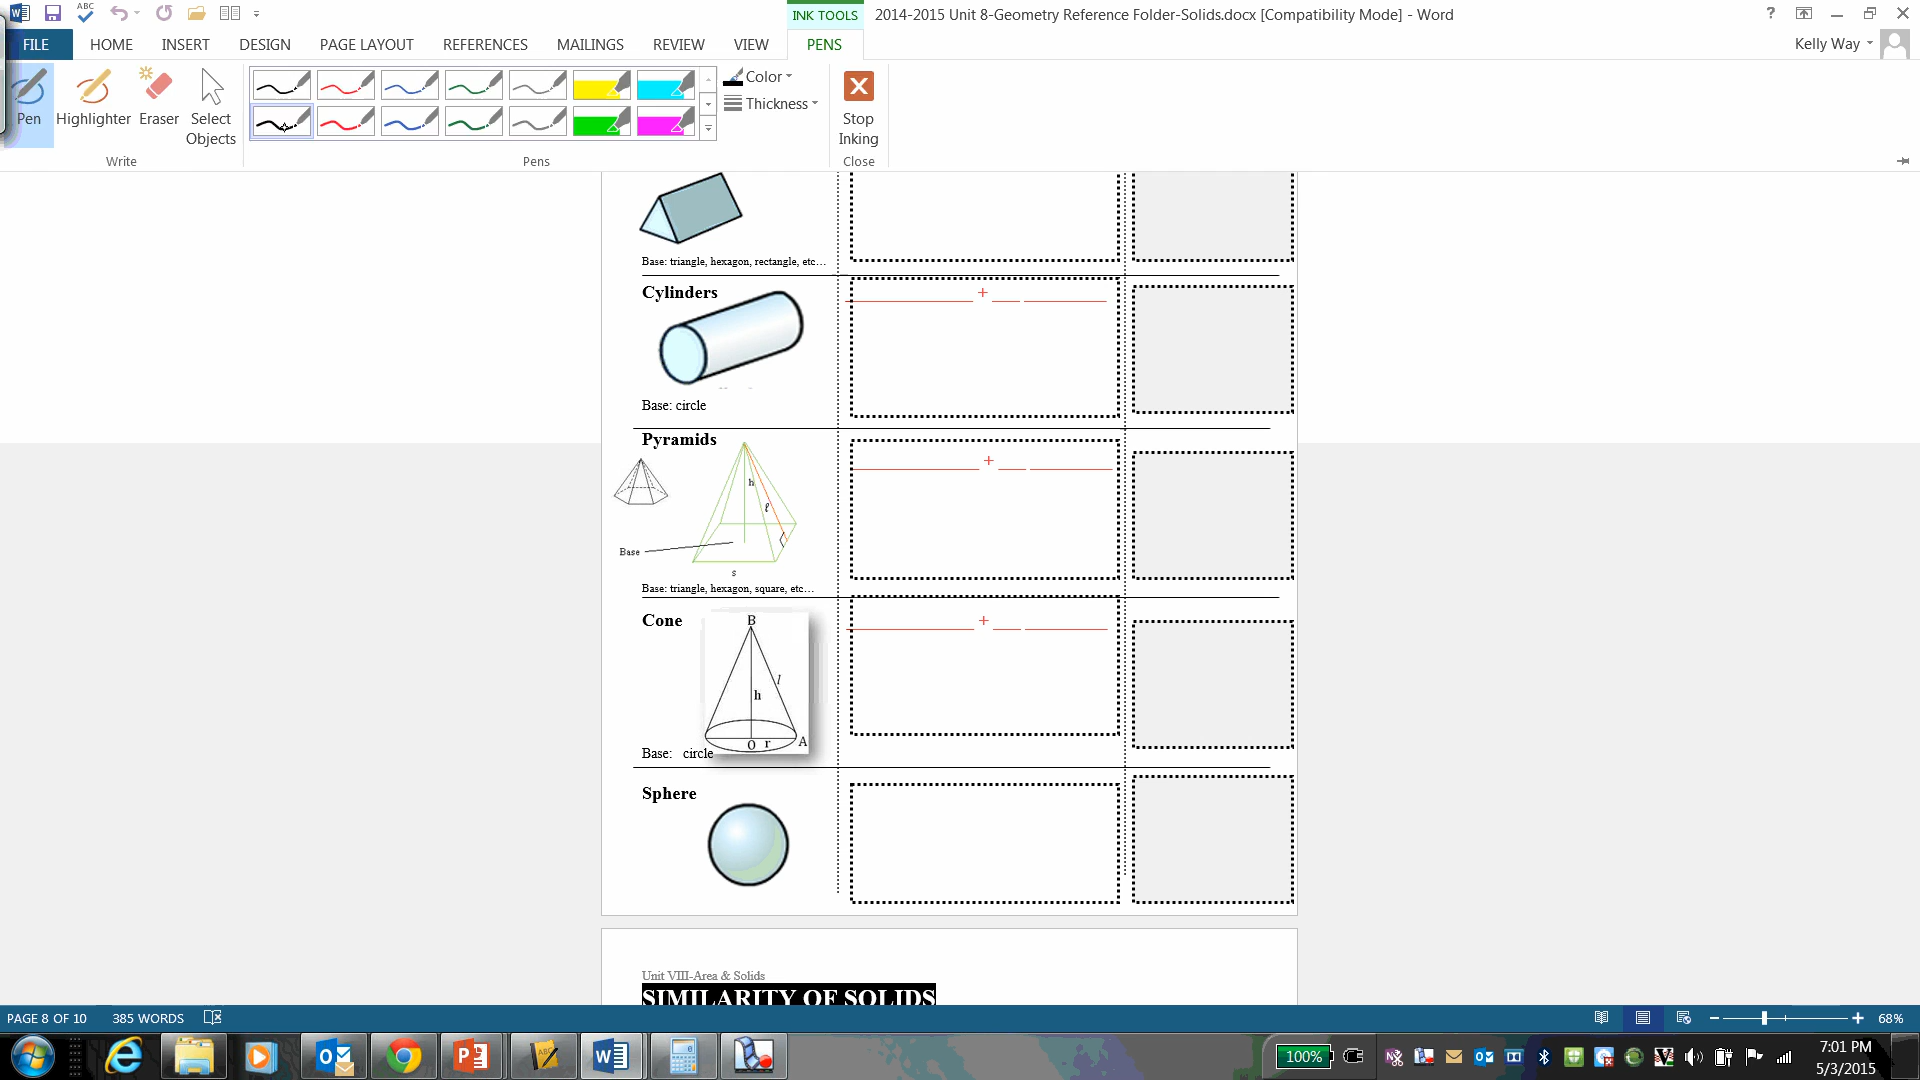 INK TOOLS
2014-2015 Unit 8-Geometry Reference Folder-Solids.docx [Compatibility Mode] - Word
FILE HOME INSERT DESIGN PAGE LAYOUT REFERENCES MAILINGS REVIEW VIEW PENS
Kelly Way
Pen Highlighter Eraser Select Objects
Color
Thickness
Stop Inking
Write Pens Close
Base: triangle, hexagon, rectangle, etc…
Cylinders
+
Base: circle
Pyramids
+
h
ℓ
Base
s
Base: triangle, hexagon, square, etc…
Cone
+
B
l
h
O r A
Base: circle
Sphere
Unit VIII-Area & Solids
SIMILARITY OF SOLIDS
PAGE 8 OF 10 385 WORDS
68%
100%
7:01 PM
5/3/2015